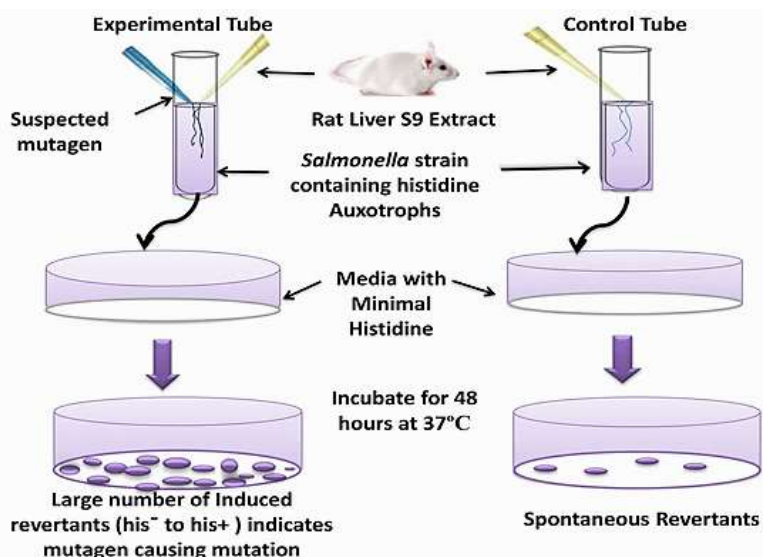 Experimental Tube
Control Tube
Suspected
mutagen
Rat Liver S9 Extract
Salmonella strain
containing histidine
Auxotrophs
Media with
Minimal
Histidine
Incubate for 48
hours at 37°C
Large number of Induced
revertants (his⁻ to his+ ) indicates
mutagen causing mutation
Spontaneous Revertants